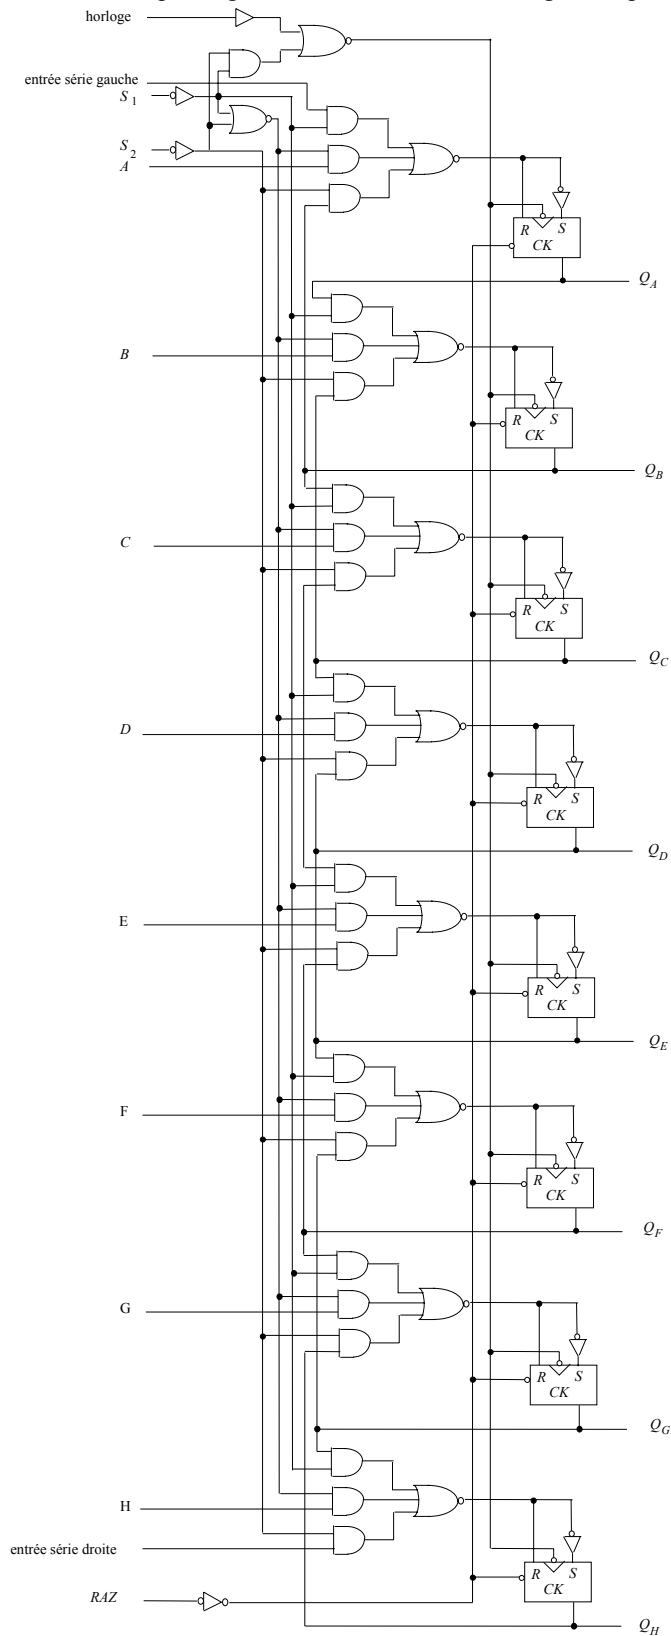 horloge
entrée série gauche
S1
S2
A
R S
CK
QA
B
R S
CK
QB
C
R S
CK
QC
D
R S
CK
QD
E
R S
CK
QE
F
R S
CK
QF
G
R S
CK
QG
H
entrée série droite
R S
CK
RAZ
QH